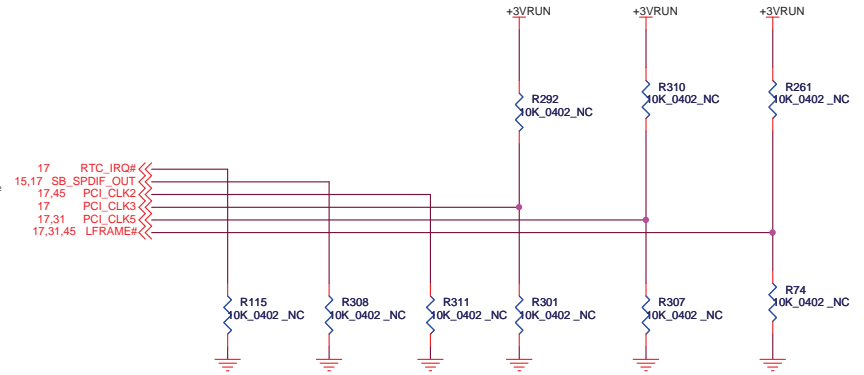 +3VRUN +3VRUN +3VRUN
R292
10K_0402_NC
R310
10K_0402_NC
R261
10K_0402 _NC
17 RTC_IRQ#
15,17 SB_SPDIF_OUT
17,45 PCI_CLK2
17 PCI_CLK3
17,31 PCI_CLK5
17,31,45 LFRAME#
R115
10K_0402 _NC
R308
10K_0402 _NC
R311
10K_0402 _NC
R301
10K_0402 _NC
R307
10K_0402 _NC
R74
10K_0402 _NC